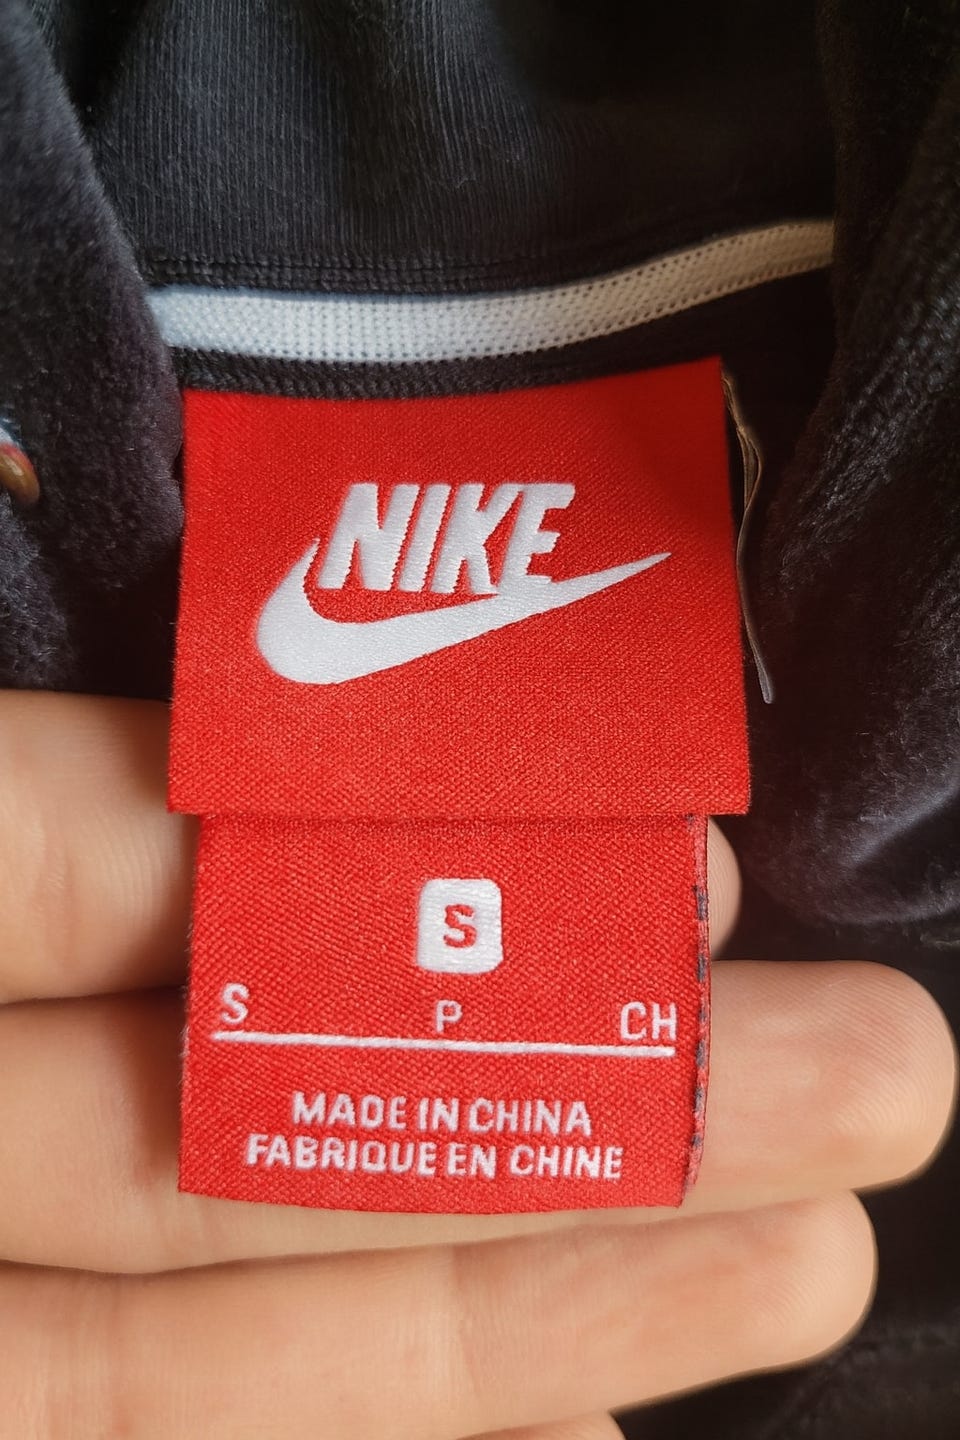 NIKE
S
S P CH
MADE IN CHINA
FABRIQUE EN CHINE